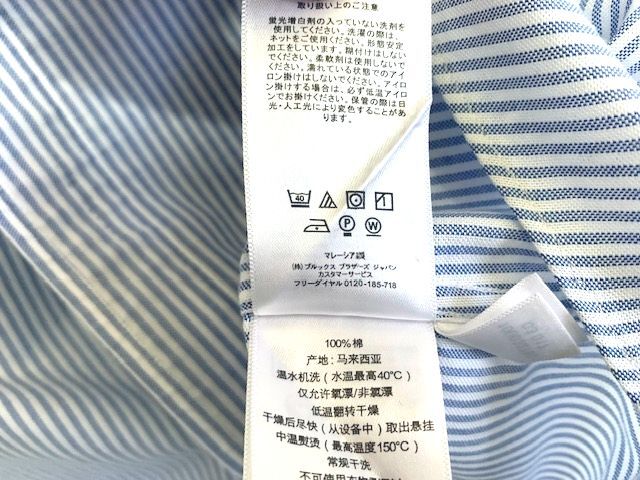 取り扱い上のご注意
蛍光増白剤の入っていない洗剤を
使用してください。洗濯の際は、
ネットをご使用ください。形態安定
加工をしています。糊付けはしない
でください。柔軟剤は使用しないで
ください。濡れている状態でのアイ
ロン掛けはしないでください。アイロ
ン掛けする場合は、必ず低温アイロ
ンでお掛けください。保管の際は日
光・人工光により変色することがあ
ります。
40
P W
マレーシア製
(株)ブルックス ブラザーズ ジャパン
カスタマーサービス
フリーダイヤル 0120-185-718
100%棉
产地: 马来西亚
温水机洗 (水温最高40°C)
仅允许氧漂/非氯漂
低温翻转干燥
干燥后尽快 (从设备中) 取出悬挂
中温熨烫 (最高温度150°C)
常规干洗
不可使用衣物